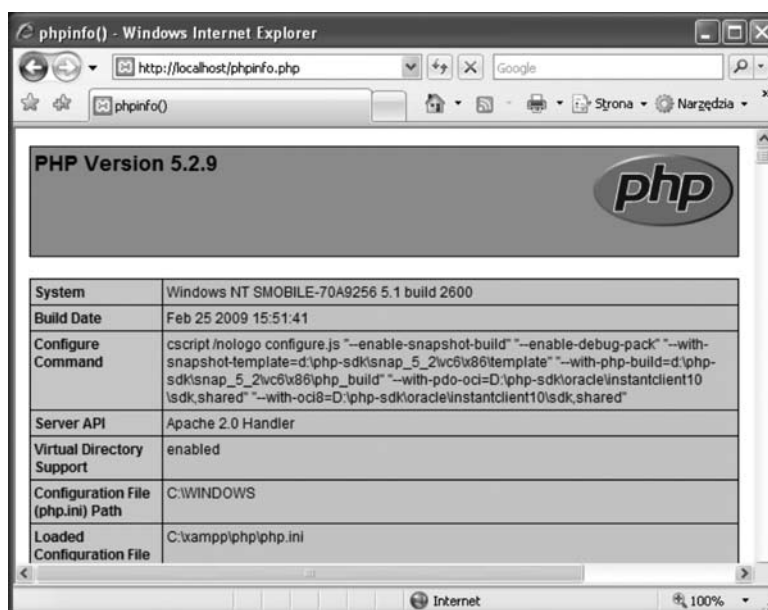 phpinfo() - Windows Internet Explorer
http://localhost/phpinfo.php
Google
phpinfo()
Strona
Narzędzia
PHP Version 5.2.9
php
System
Windows NT SMOBILE-70A9256 5.1 build 2600
Build Date
Feb 25 2009 15:51:41
Configure
Command
cscript /nologo configure.js "--enable-snapshot-build" "--enable-debug-pack" "--with-
snapshot-template=d:\php-sdk\snap_5_2\vc6\x86\template" "--with-php-build=d:\php-
sdk\snap_5_2\vc6\x86\php_build" "--with-pdo-oci=D:\php-sdk\oracle\instantclient10
\sdk,shared" "--with-oci8=D:\php-sdk\oracle\instantclient10\sdk,shared"
Server API
Apache 2.0 Handler
Virtual Directory
Support
enabled
Configuration File
(php.ini) Path
C:\WINDOWS
Loaded
Configuration File
C:\xampp\php\php.ini
Internet
100%